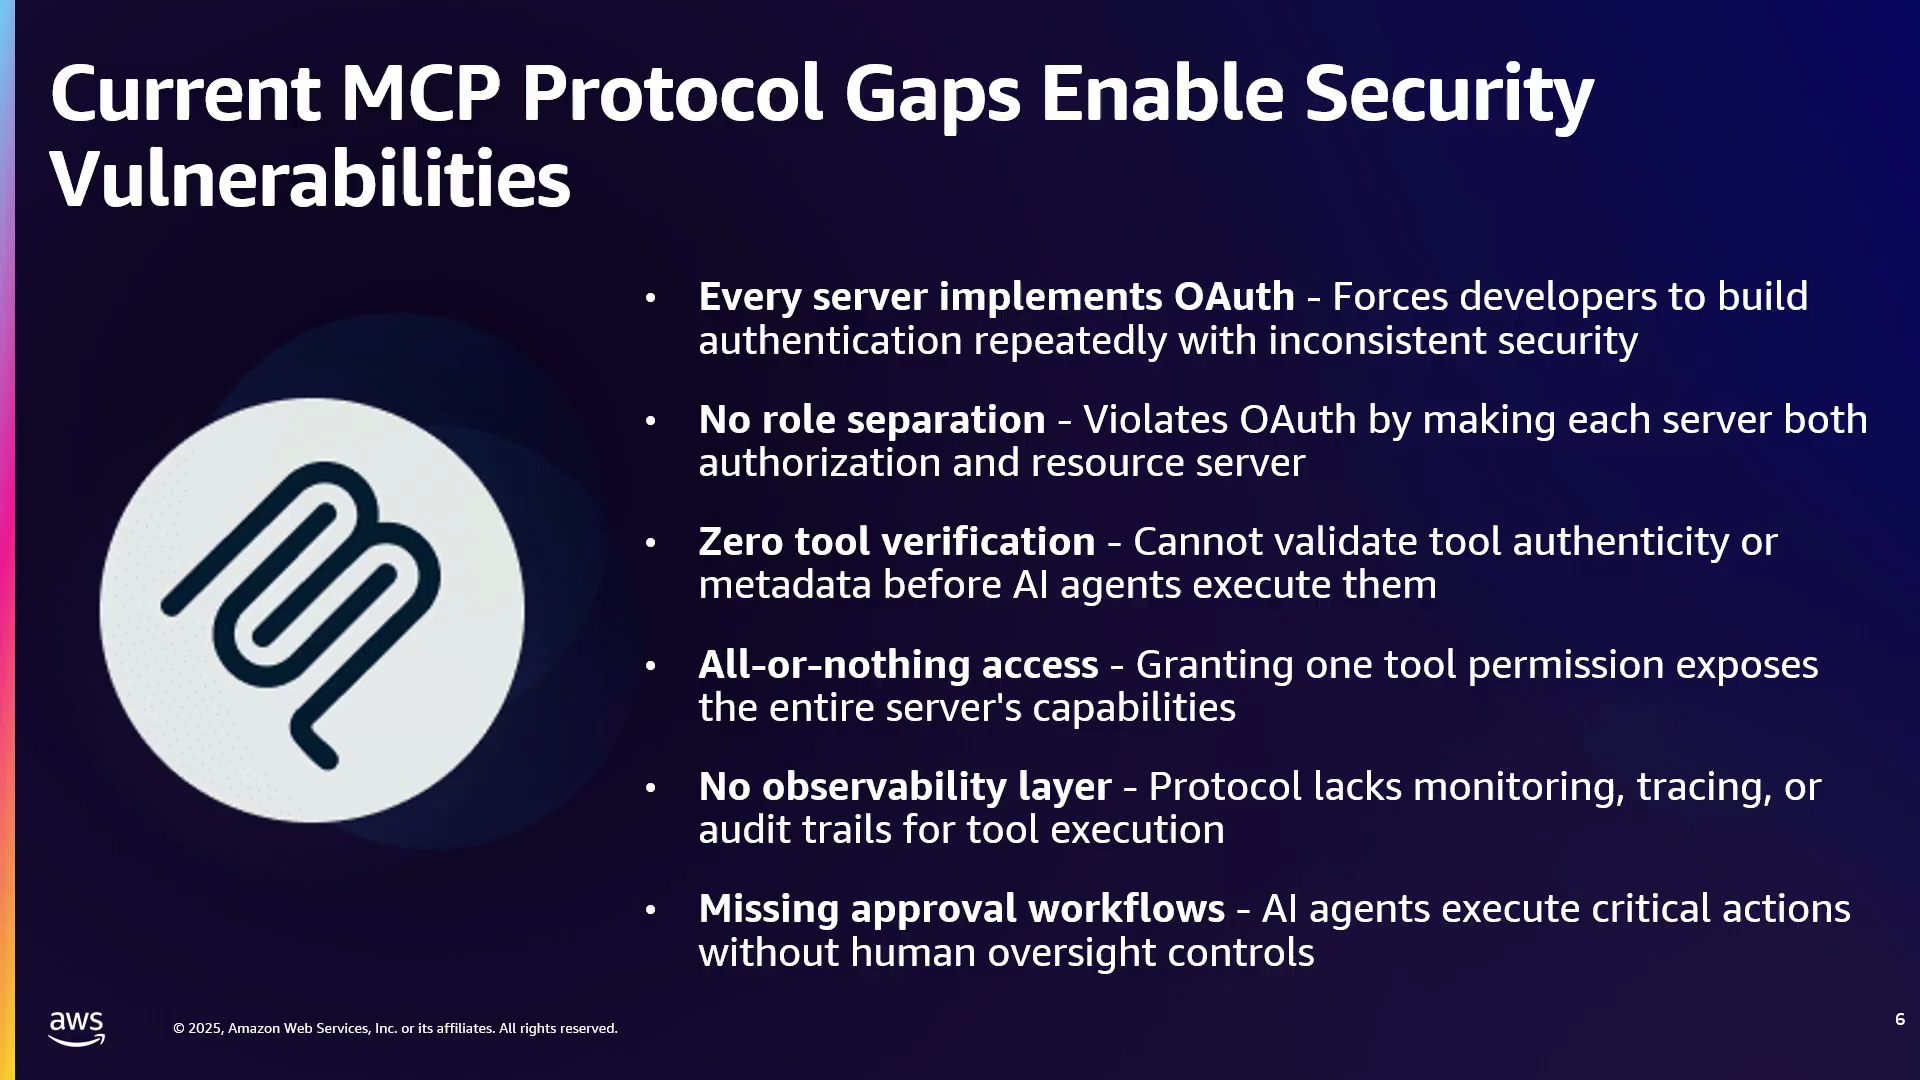 Current MCP Protocol Gaps Enable Security
Vulnerabilities
• Every server implements OAuth - Forces developers to build
authentication repeatedly with inconsistent security
• No role separation - Violates OAuth by making each server both
authorization and resource server
• Zero tool verification - Cannot validate tool authenticity or
metadata before AI agents execute them
• All-or-nothing access - Granting one tool permission exposes
the entire server's capabilities
• No observability layer - Protocol lacks monitoring, tracing, or
audit trails for tool execution
• Missing approval workflows - AI agents execute critical actions
without human oversight controls
aws
© 2025, Amazon Web Services, Inc. or its affiliates. All rights reserved.
6